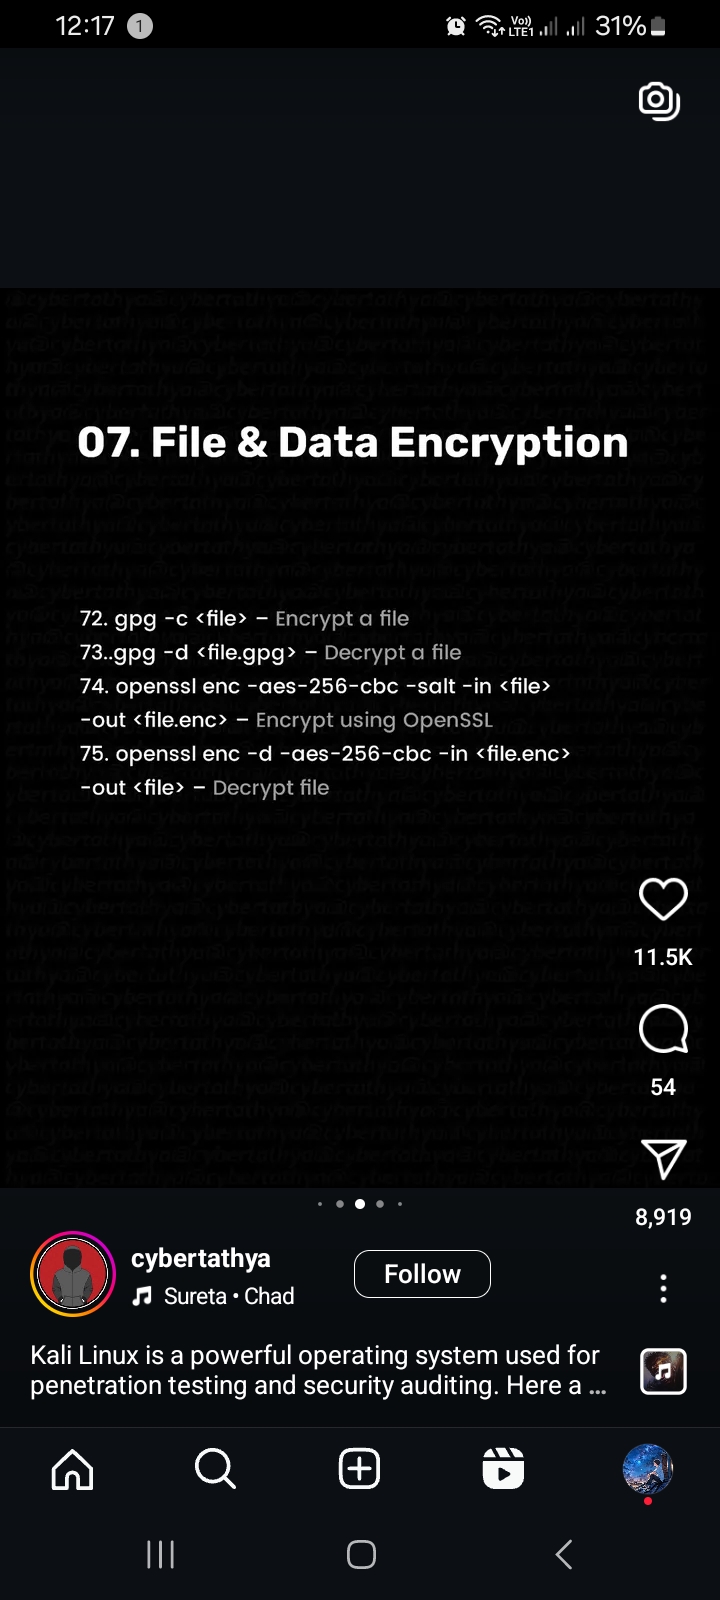 12:17 1 Vo)) LTE1 31%
07. File & Data Encryption
72. gpg -c <file> – Encrypt a file
73..gpg -d <file.gpg> – Decrypt a file
74. openssl enc -aes-256-cbc -salt -in <file>
-out <file.enc> – Encrypt using OpenSSL
75. openssl enc -d -aes-256-cbc -in <file.enc>
-out <file> – Decrypt file
11.5K
54
8,919
cybertathya
Follow
Sureta • Chad
Kali Linux is a powerful operating system used for
penetration testing and security auditing. Here a ...